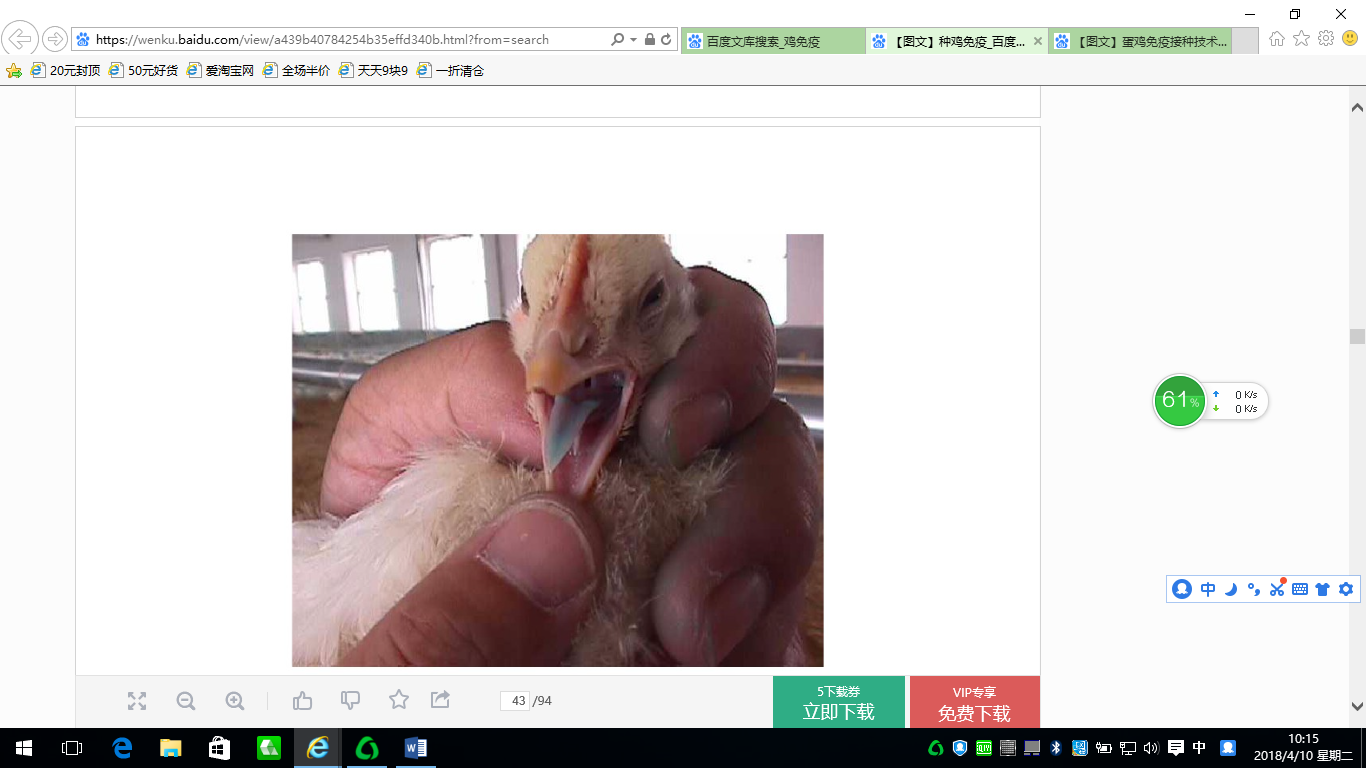 https://wenku.baidu.com/view/a439b40784254b35effd340b.html?from=search
百度文库搜索_鸡免疫
【图文】种鸡免疫_百度...
【图文】蛋鸡免疫接种技术...
20元封顶
50元好货
爱淘宝网
全场半价
天天9块9
一折清仓
61%
0 K/s
0 K/s
中
43 /94
5下载券
立即下载
VIP专享
免费下载
中
10:15
2018/4/10 星期二